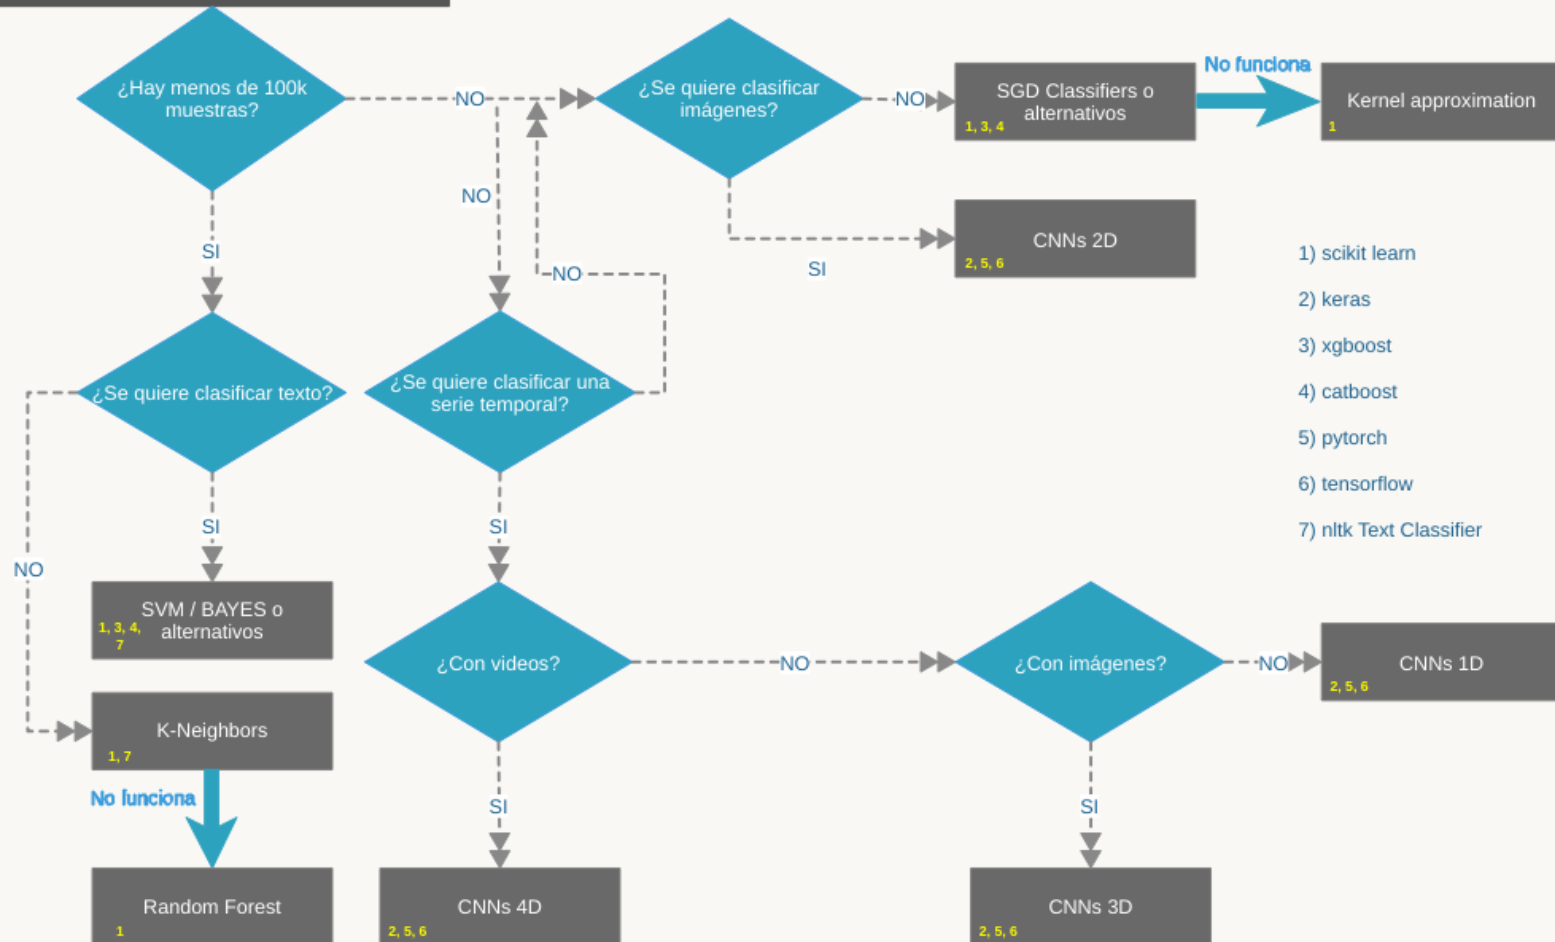 ¿Hay menos de 100k
muestras?
NO
¿Se quiere clasificar
imágenes?
NO
SGD Classifiers o
alternativos
1, 3, 4
No funciona
Kernel approximation
1
SI
NO
NO
SI
CNNs 2D
2, 5, 6
1) scikit learn
2) keras
3) xgboost
4) catboost
5) pytorch
6) tensorflow
7) nltk Text Classifier
¿Se quiere clasificar texto?
¿Se quiere clasificar una
serie temporal?
SI
SI
NO
SVM / BAYES o
alternativos
1, 3, 4,
7
¿Con videos?
NO
¿Con imágenes?
NO
CNNs 1D
2, 5, 6
K-Neighbors
1, 7
No funciona
SI
SI
Random Forest
1
CNNs 4D
2, 5, 6
CNNs 3D
2, 5, 6